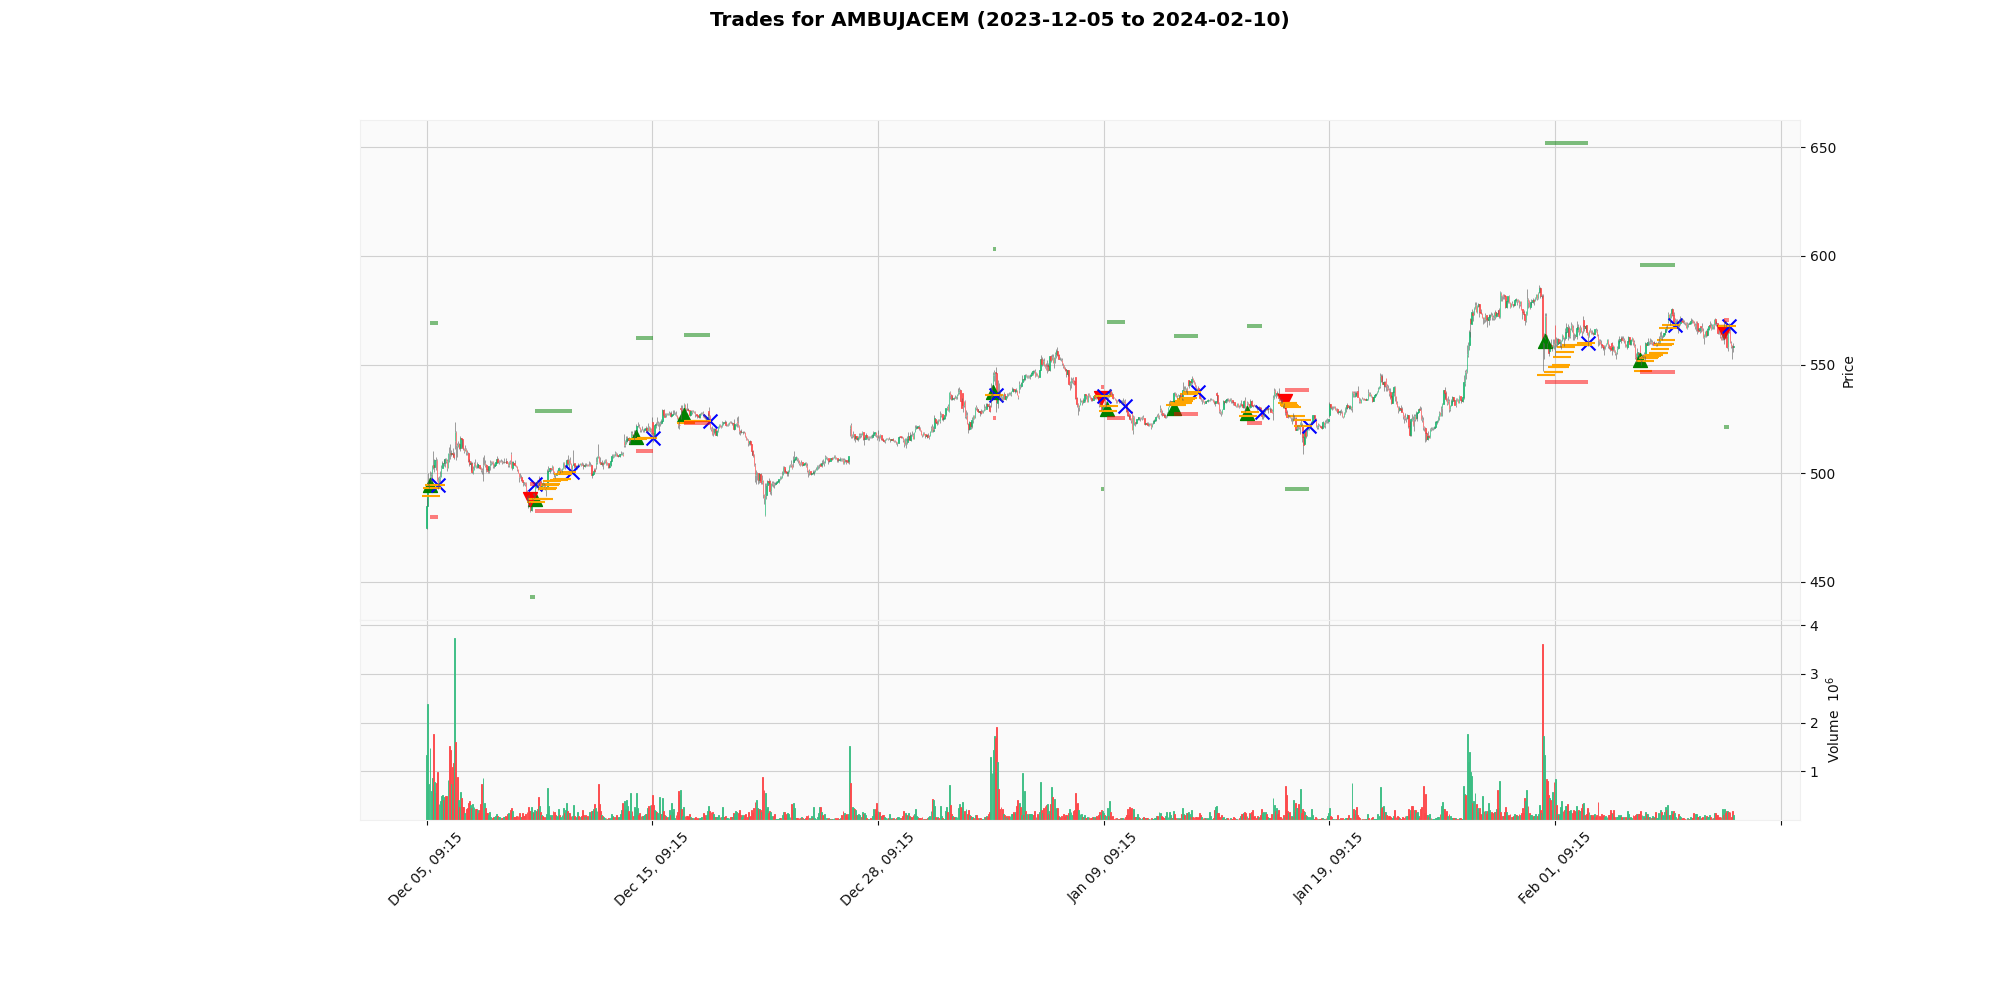 Trades for AMBUJACEM (2023-12-05 to 2024-02-10)
650
600
550
500
450
Price
4
3
2
1
Volume 10^6
Dec 05, 09:15
Dec 15, 09:15
Dec 28, 09:15
Jan 09, 09:15
Jan 19, 09:15
Feb 01, 09:15